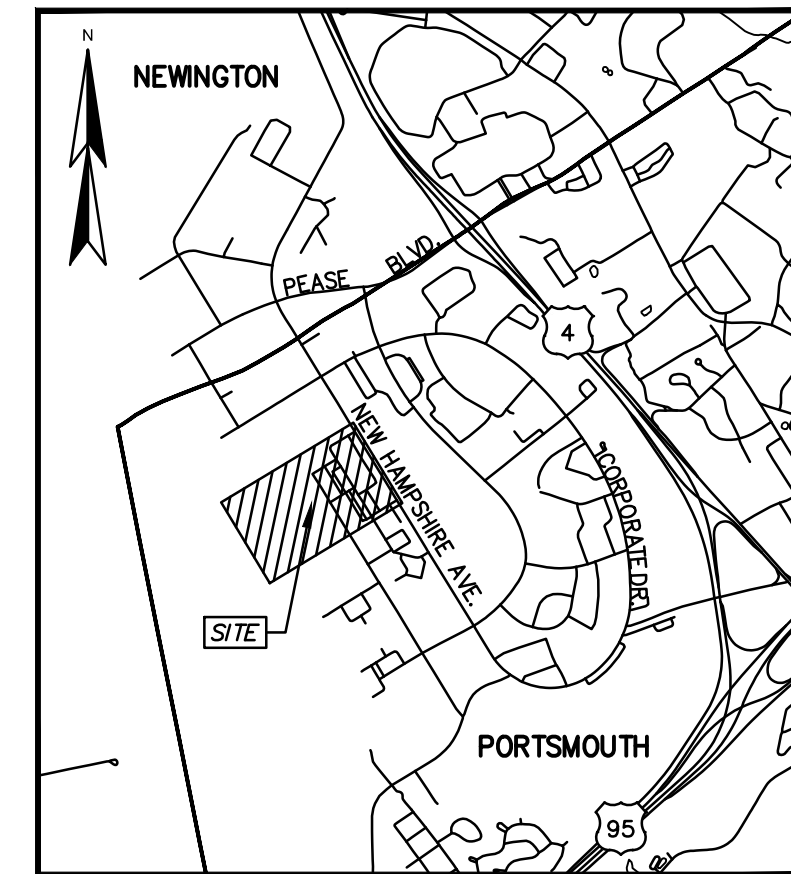 N
NEWINGTON
PEASE BLVD.
4
NEW HAMPSHIRE AVE.
CORPORATE DR.
SITE
PORTSMOUTH
95